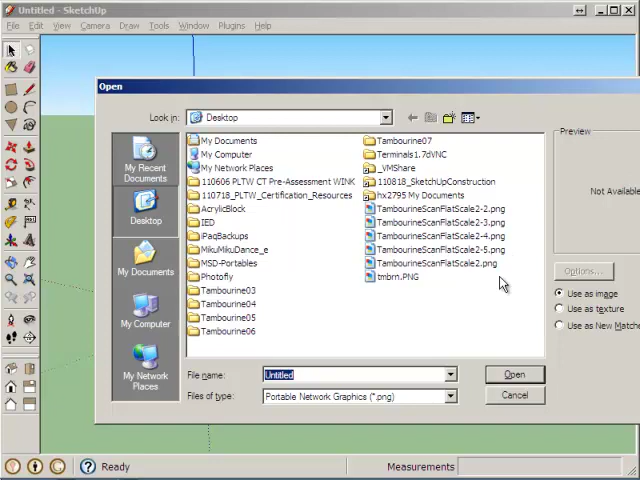 Untitled - SketchUp
File Edit View Camera Draw Tools Window Plugins Help
Open
Look in: Desktop
My Recent Documents
Desktop
My Documents
My Computer
My Network Places
My Documents
My Computer
My Network Places
110606 PLTW CT Pre-Assessment WINK
110718_PLTW_Certification_Resources
AcrylicBlock
IED
iPaqBackups
MikuMikuDance_e
MSD-Portables
Photofly
Tambourine03
Tambourine04
Tambourine05
Tambourine06
Tambourine07
Terminals1.7dVNC
_VMShare
110818_SketchUpConstruction
hx2795 My Documents
TambourineScanFlatScale2-2.png
TambourineScanFlatScale2-3.png
TambourineScanFlatScale2-4.png
TambourineScanFlatScale2-5.png
TambourineScanFlatScale2.png
tmbrn.PNG
Preview
Not Available
Options...
Use as image
Use as texture
Use as New Matche
File name: Untitled
Open
Files of type: Portable Network Graphics (*.png)
Cancel
Ready
Measurements